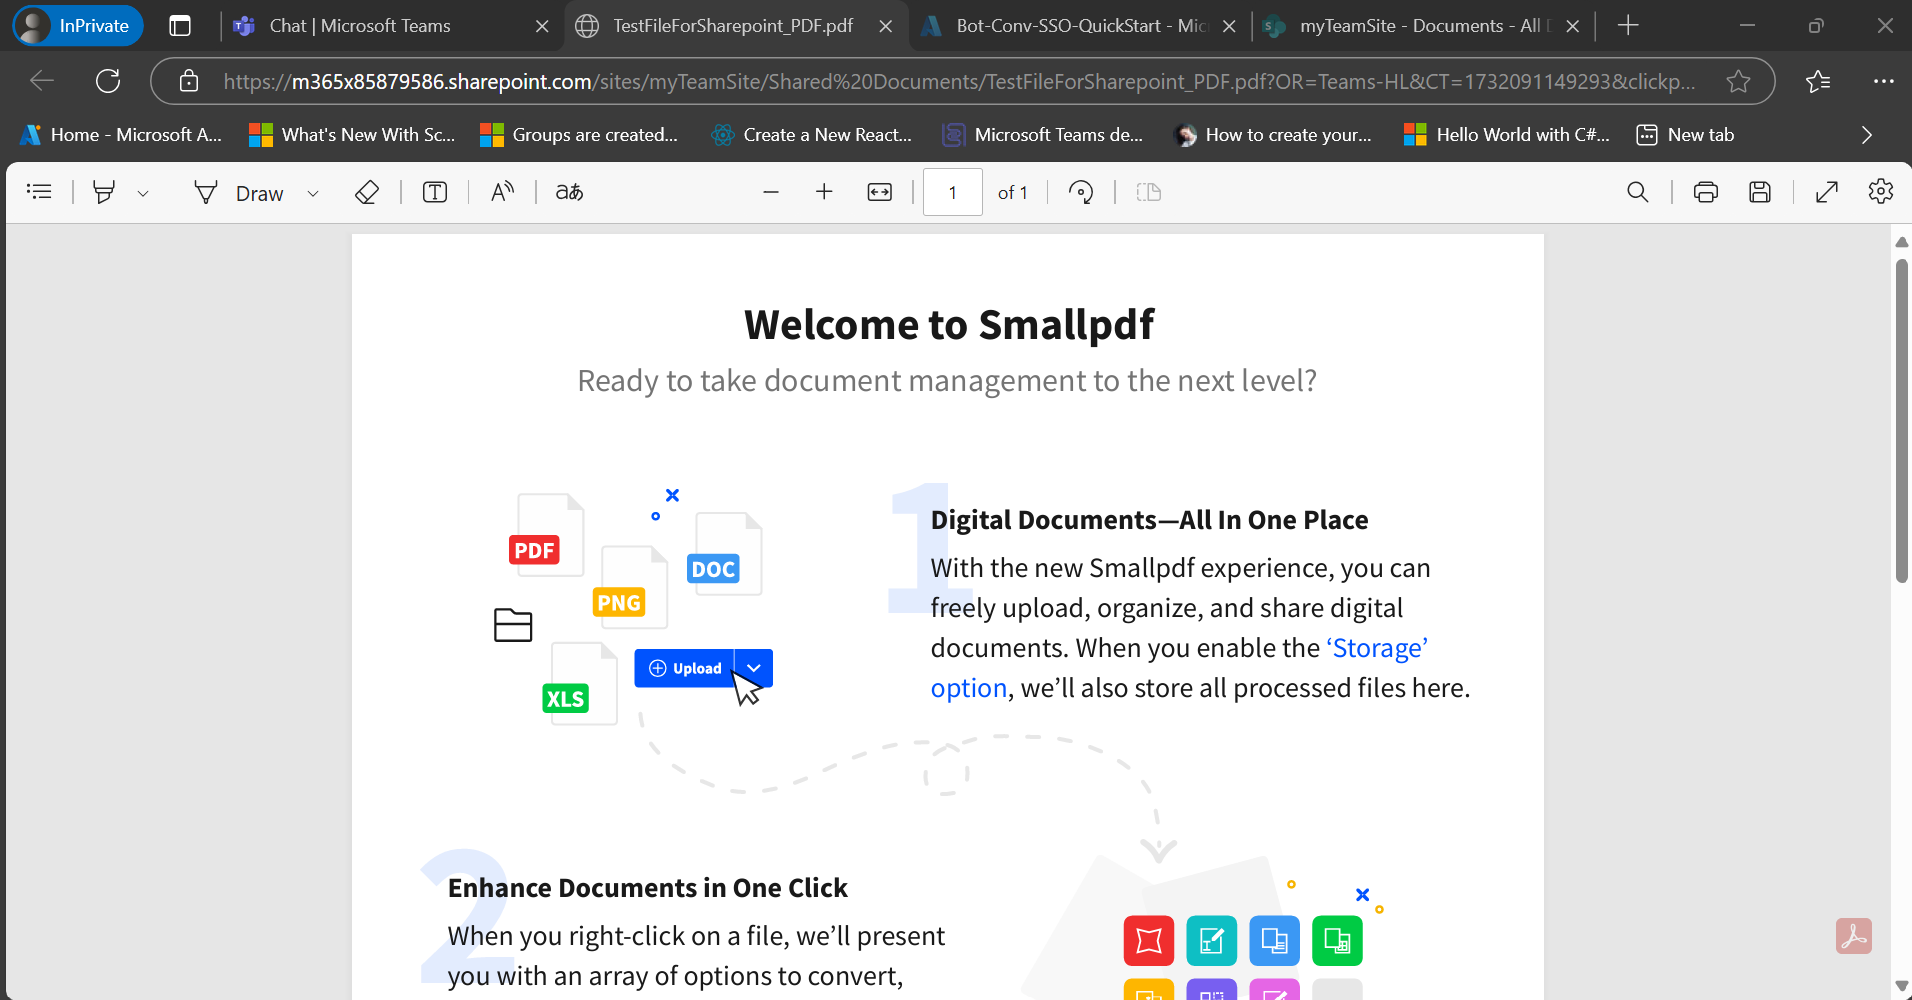 InPrivate
Chat | Microsoft Teams
TestFileForSharepoint_PDF.pdf
Bot-Conv-SSO-QuickStart - Mic
myTeamSite - Documents - All D
https://m365x85879586.sharepoint.com/sites/myTeamSite/Shared%20Documents/TestFileForSharepoint_PDF.pdf?OR=Teams-HL&CT=1732091149293&clickp...
Home - Microsoft A...
What's New With Sc...
Groups are created...
Create a New React...
Microsoft Teams de...
How to create your...
Hello World with C#...
New tab
Draw
1 of 1
Welcome to Smallpdf
Ready to take document management to the next level?
PDF
DOC
PNG
XLS
Upload
1
Digital Documents—All In One Place
With the new Smallpdf experience, you can
freely upload, organize, and share digital
documents. When you enable the ‘Storage’
option, we’ll also store all processed files here.
2
Enhance Documents in One Click
When you right-click on a file, we’ll present
you with an array of options to convert,